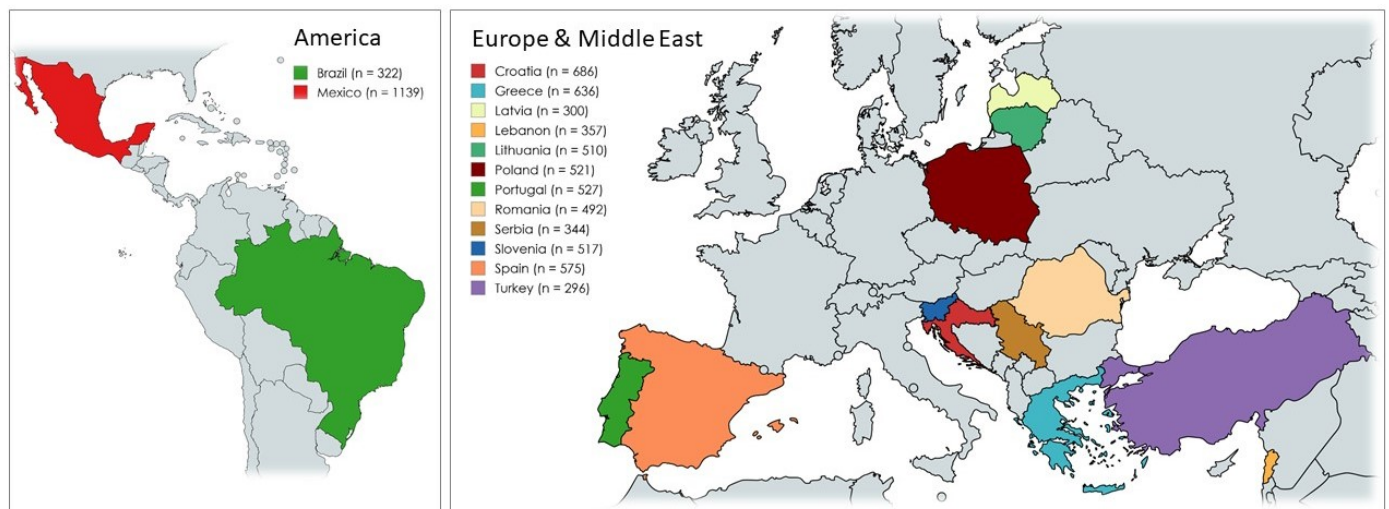 America
Brazil (n = 322)
Mexico (n = 1139)
Europe & Middle East
Croatia (n = 686)
Greece (n = 636)
Latvia (n = 300)
Lebanon (n = 357)
Lithuania (n = 510)
Poland (n = 521)
Portugal (n = 527)
Romania (n = 492)
Serbia (n = 344)
Slovenia (n = 517)
Spain (n = 575)
Turkey (n = 296)